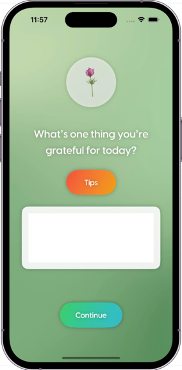 11:57
What's one thing you're
grateful for today?
Tips
Continue